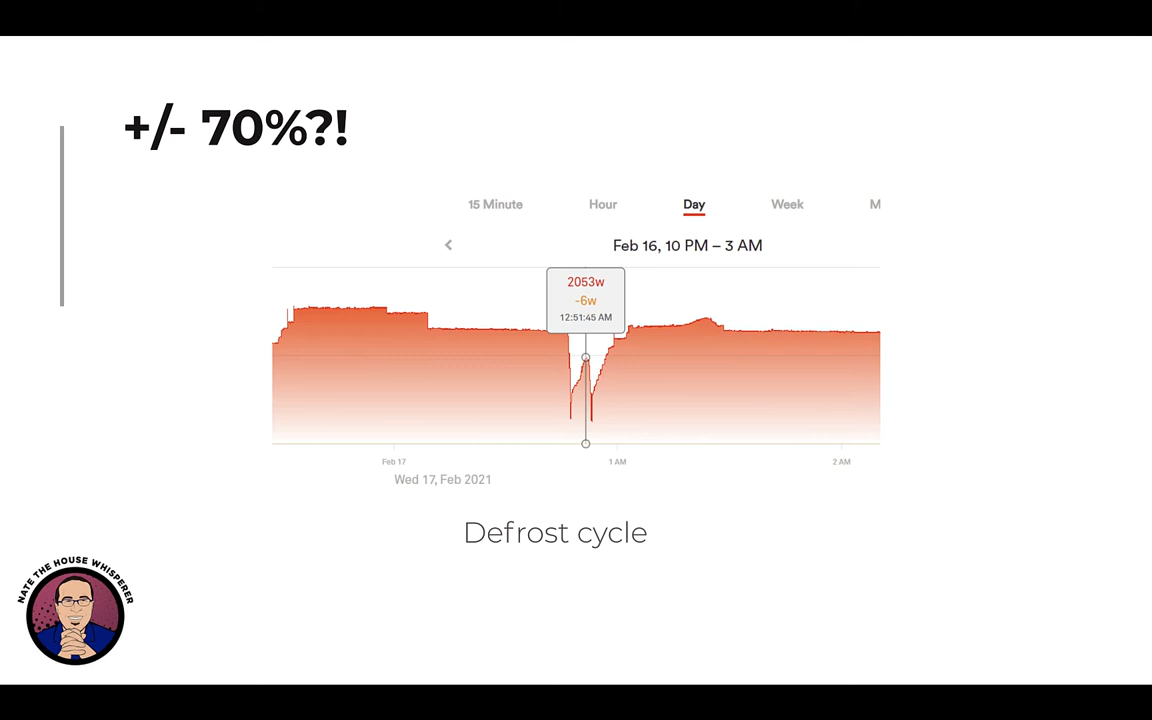 +/- 70%?!
15 Minute Hour Day Week M
Feb 16, 10 PM – 3 AM
2053w
-6w
12:51:45 AM
Feb 17 1 AM 2 AM
Wed 17, Feb 2021
Defrost cycle
NATE THE HOUSE WHISPERER